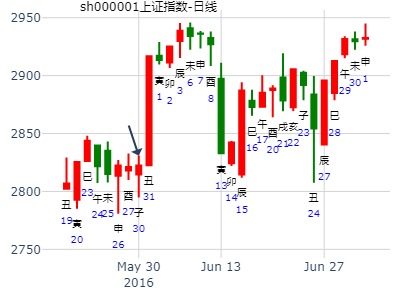 sh000001上证指数-日线
2950
2900
2850
2800
2750
丑
19
寅
20
巳
23
午
24
未
25
申
26
酉
27
子
30
丑
31
寅
1
卯
2
辰
3
未
6
申
7
酉
8
寅
13
卯
14
辰
15
巳
16
午
17
酉
20
戌
21
亥
22
子
23
丑
24
辰
27
巳
28
午
29
未
30
申
1
May 30
Jun 13
Jun 27
2016